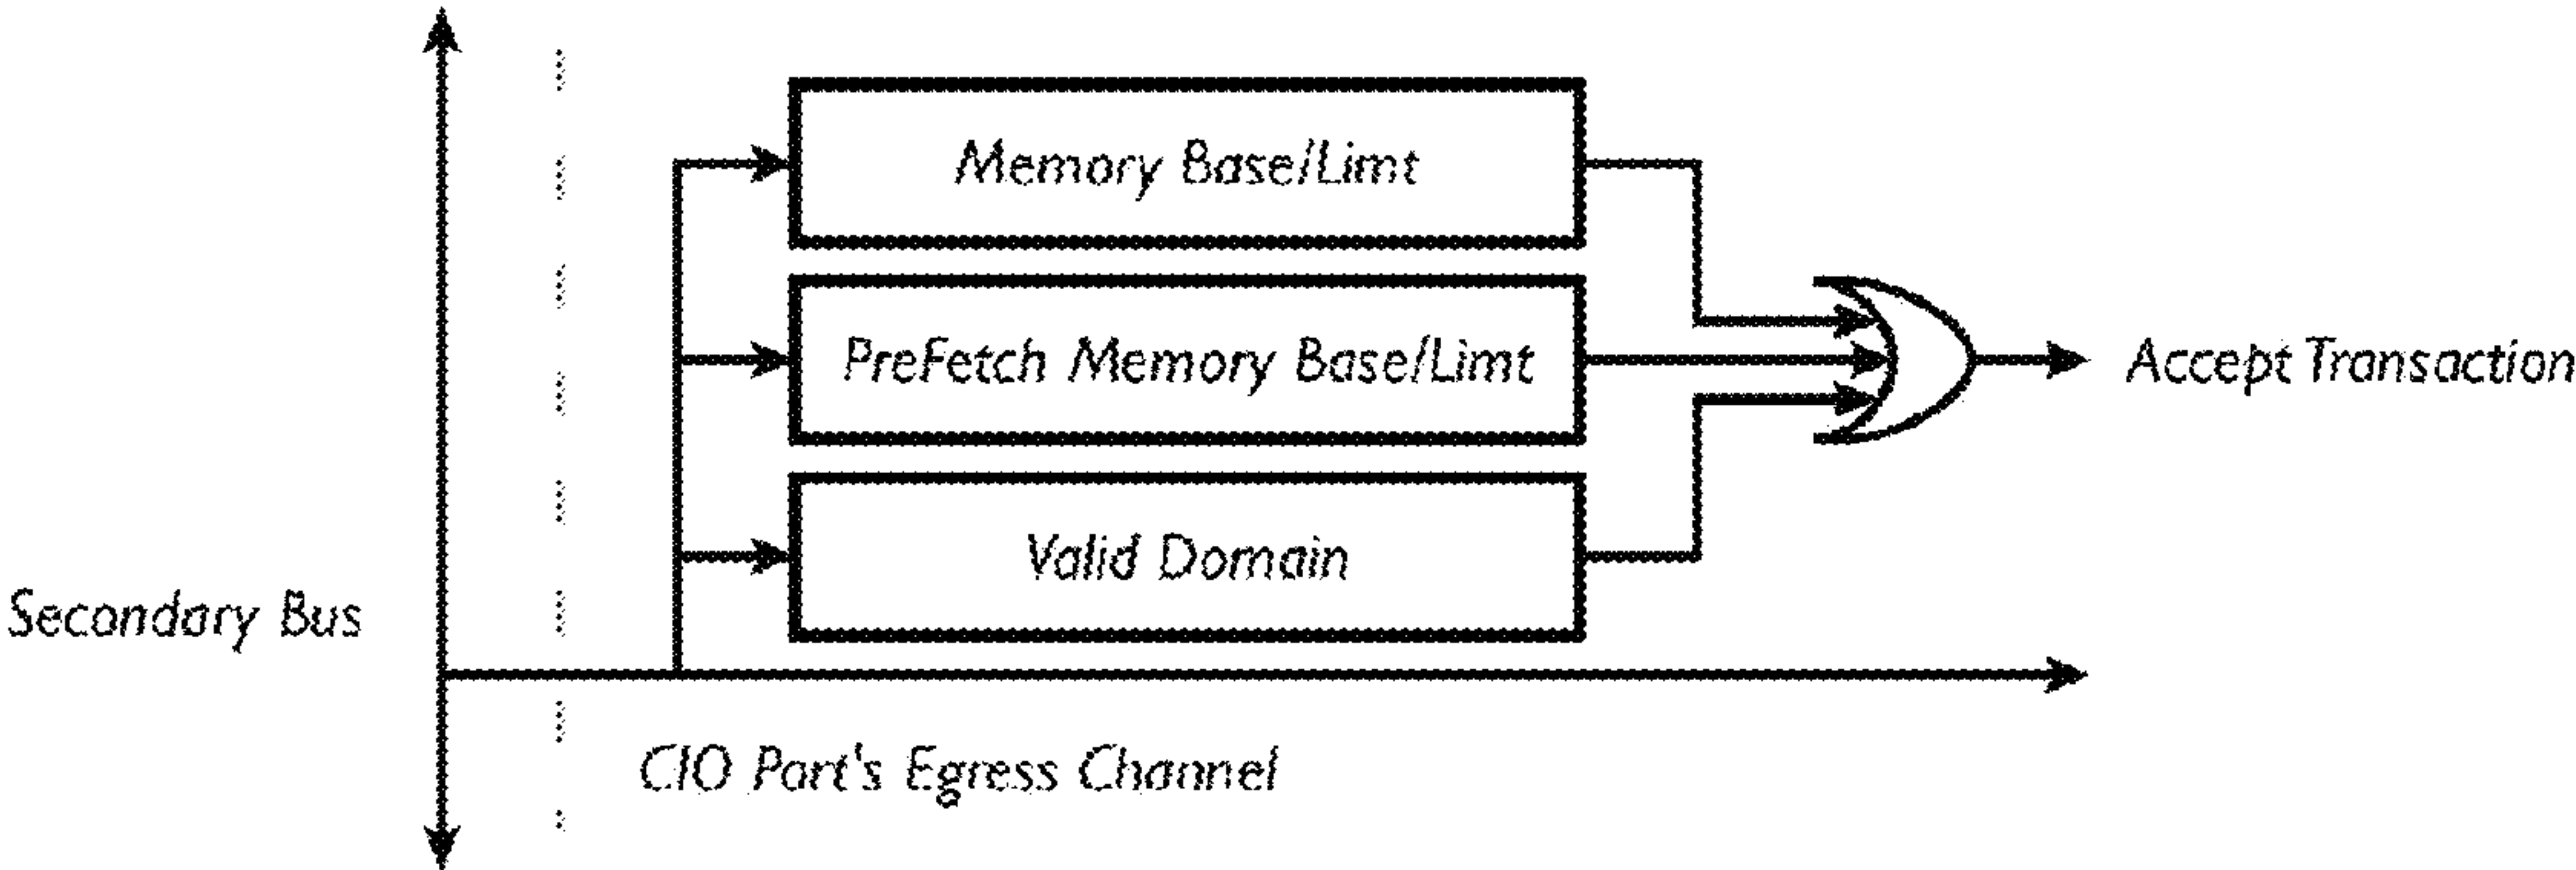 Memory Base/Limt
PreFetch Memory Base/Limt
Accept Transaction
Valid Domain
Secondary Bus
CIO Port's Egress Channel